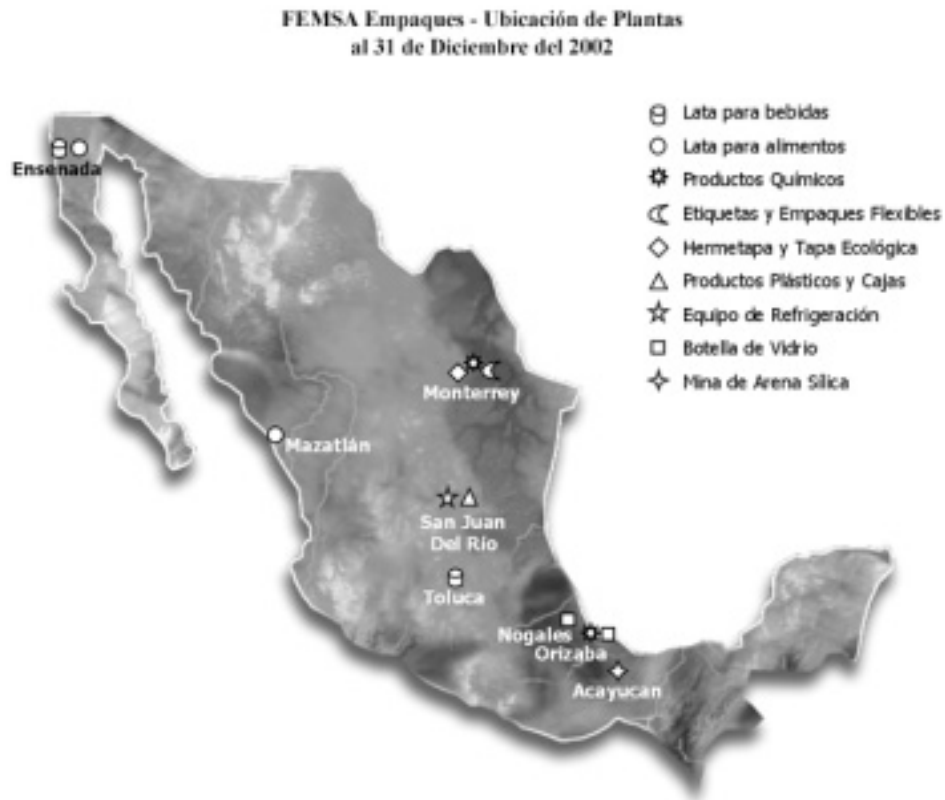 FEMSA Empaques - Ubicación de Plantas
al 31 de Diciembre del 2002
Lata para bebidas
Lata para alimentos
Productos Químicos
Etiquetas y Empaques Flexibles
Hermetapa y Tapa Ecológica
Productos Plásticos y Cajas
Equipo de Refrigeración
Botella de Vidrio
Mina de Arena Sílica
Ensenada
Monterrey
Mazatlán
San Juan
Del Río
Toluca
Nogales
Orizaba
Acayucan